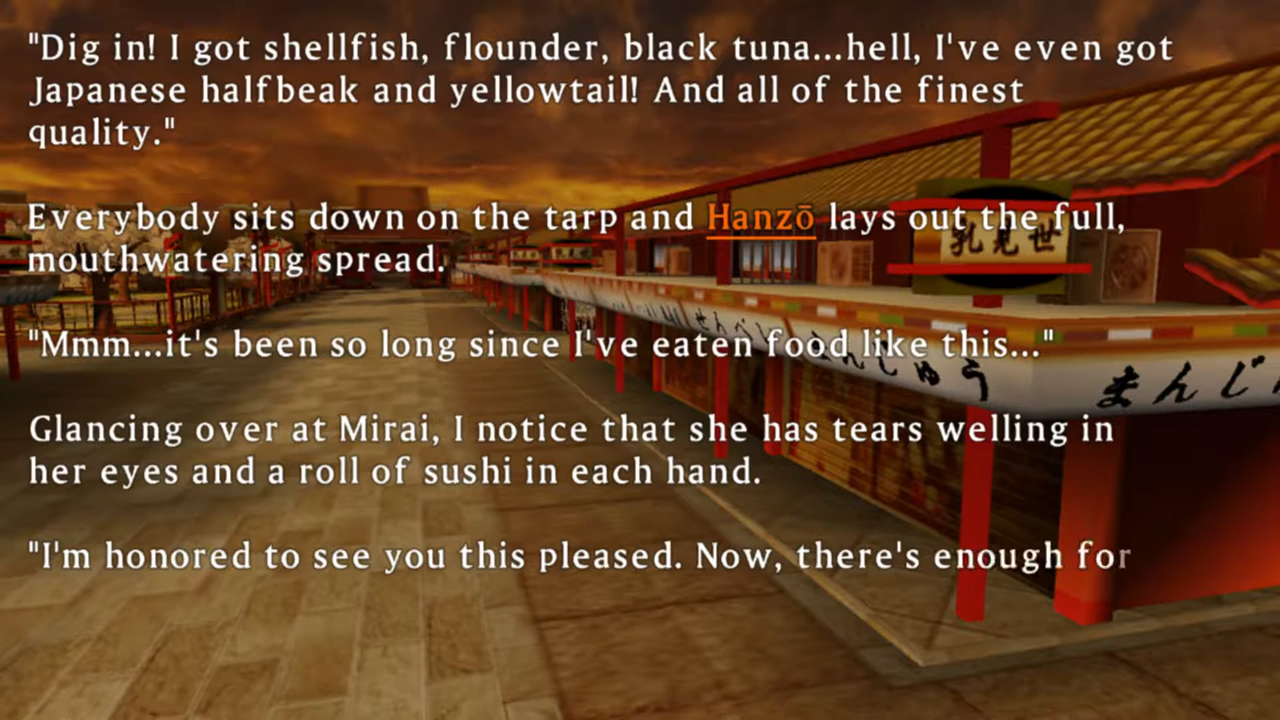 "Dig in! I got shellfish, flounder, black tuna...hell, I've even got
Japanese halfbeak and yellowtail! And all of the finest
quality."
Everybody sits down on the tarp and Hanzō lays out the full,
mouthwatering spread.
"Mmm...it's been so long since I've eaten food like this..."
Glancing over at Mirai, I notice that she has tears welling in
her eyes and a roll of sushi in each hand.
"I'm honored to see you this pleased. Now, there's enough for
まんじ